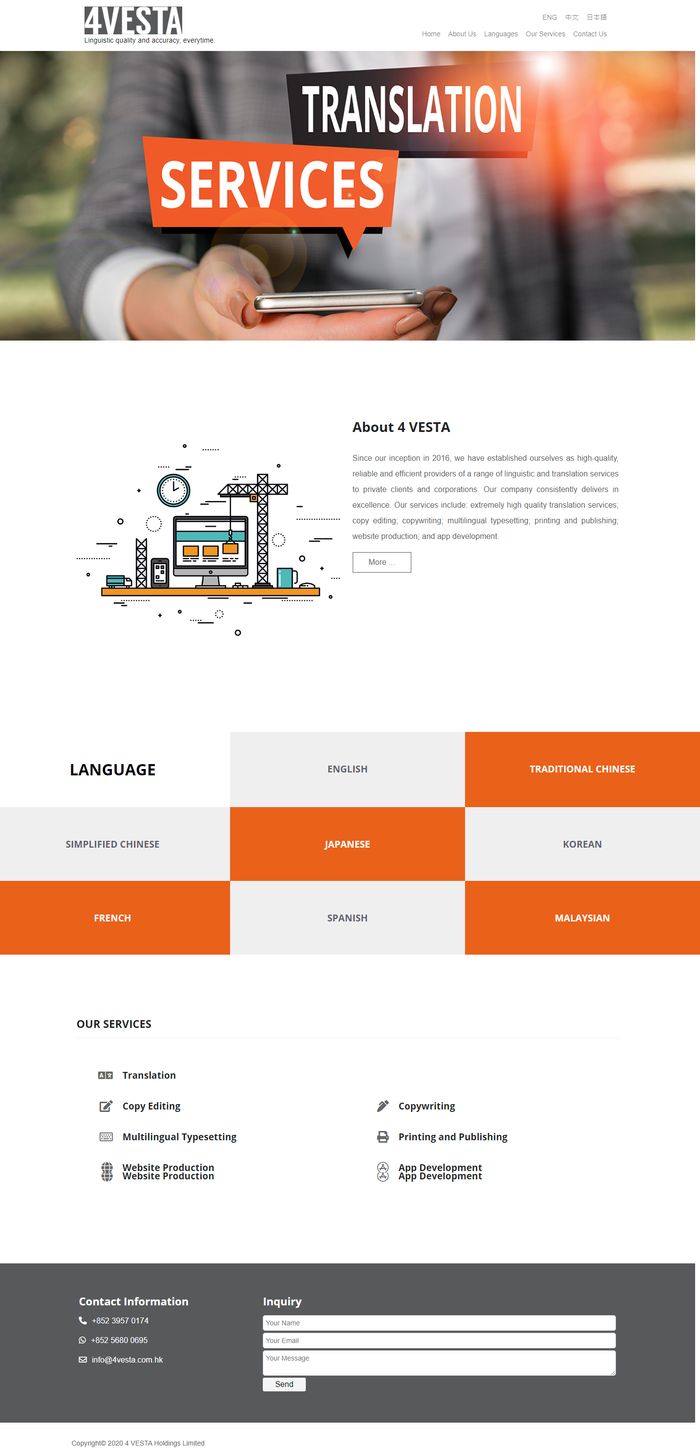 4VESTA
Linguistic quality and accuracy, everytime.
ENG 中文 日本語
Home About Us Languages Our Services Contact Us
TRANSLATION
SERVICES
About 4 VESTA
Since our inception in 2016, we have established ourselves as high-quality,
reliable and efficient providers of a range of linguistic and translation services
to private clients and corporations. Our company consistently delivers in
excellence. Our services include: extremely high quality translation services;
copy editing; copywriting; multilingual typesetting; printing and publishing;
website production; and app development.
More ...
LANGUAGE
ENGLISH
TRADITIONAL CHINESE
SIMPLIFIED CHINESE
JAPANESE
KOREAN
FRENCH
SPANISH
MALAYSIAN
OUR SERVICES
Translation
Copy Editing
Copywriting
Multilingual Typesetting
Printing and Publishing
Website Production
App Development
Website Production
App Development
Contact Information
+852 3957 0174
+852 5680 0695
info@4vesta.com.hk
Inquiry
Your Name
Your Email
Your Message
Send
Copyright© 2020 4 VESTA Holdings Limited